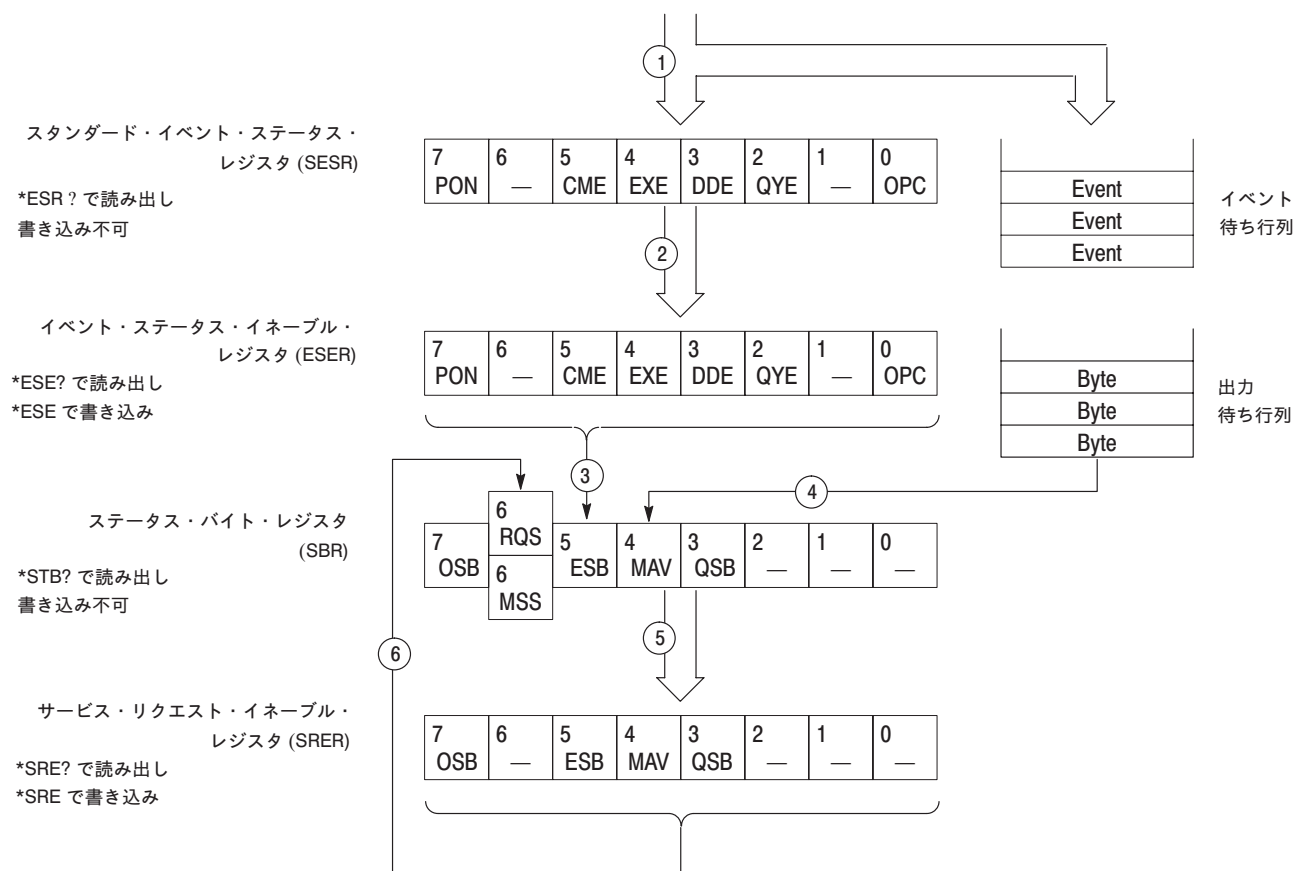 1
スタンダード・イベント・ステータス・
レジスタ (SESR)
*ESR ? で読み出し
書き込み不可
7 6 5 4 3 2 1 0
PON — CME EXE DDE QYE — OPC
Event
Event
Event
イベント
待ち行列
2
イベント・ステータス・イネーブル・
レジスタ (ESER)
*ESE? で読み出し
*ESE で書き込み
7 6 5 4 3 2 1 0
PON — CME EXE DDE QYE — OPC
Byte
Byte
Byte
出力
待ち行列
3
4
ステータス・バイト・レジスタ
(SBR)
*STB? で読み出し
書き込み不可
6
RQS
7 5 4 3 2 1 0
OSB ESB MAV QSB — — —
6
MSS
5
6
サービス・リクエスト・イネーブル・
レジスタ (SRER)
*SRE? で読み出し
*SRE で書き込み
7 6 5 4 3 2 1 0
OSB — ESB MAV QSB — — —